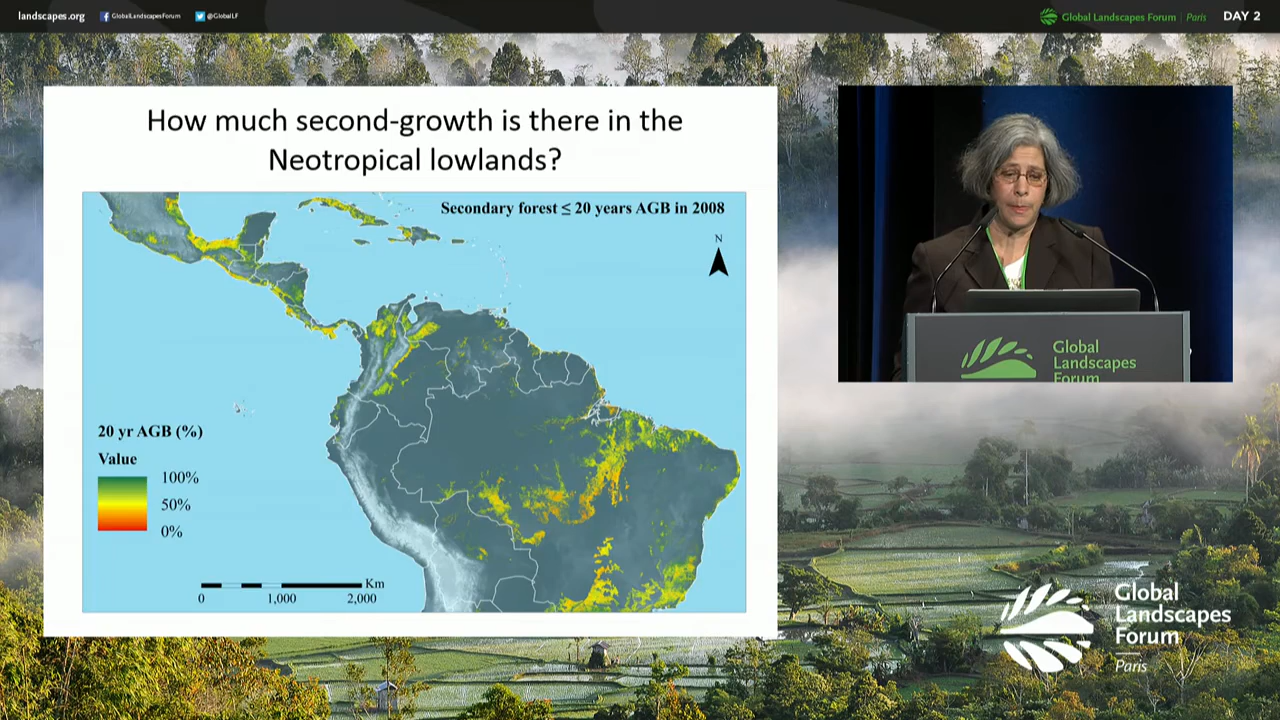 landscapes.org GlobalLandscapesForum @GlobalLF
Global Landscapes Forum | Paris DAY 2
How much second-growth is there in the
Neotropical lowlands?
Secondary forest ≤ 20 years AGB in 2008
N
20 yr AGB (%)
Value
100%
50%
0%
Km
0 1,000 2,000
Global
Landscapes
Forum
Global
Landscapes
Forum
Paris